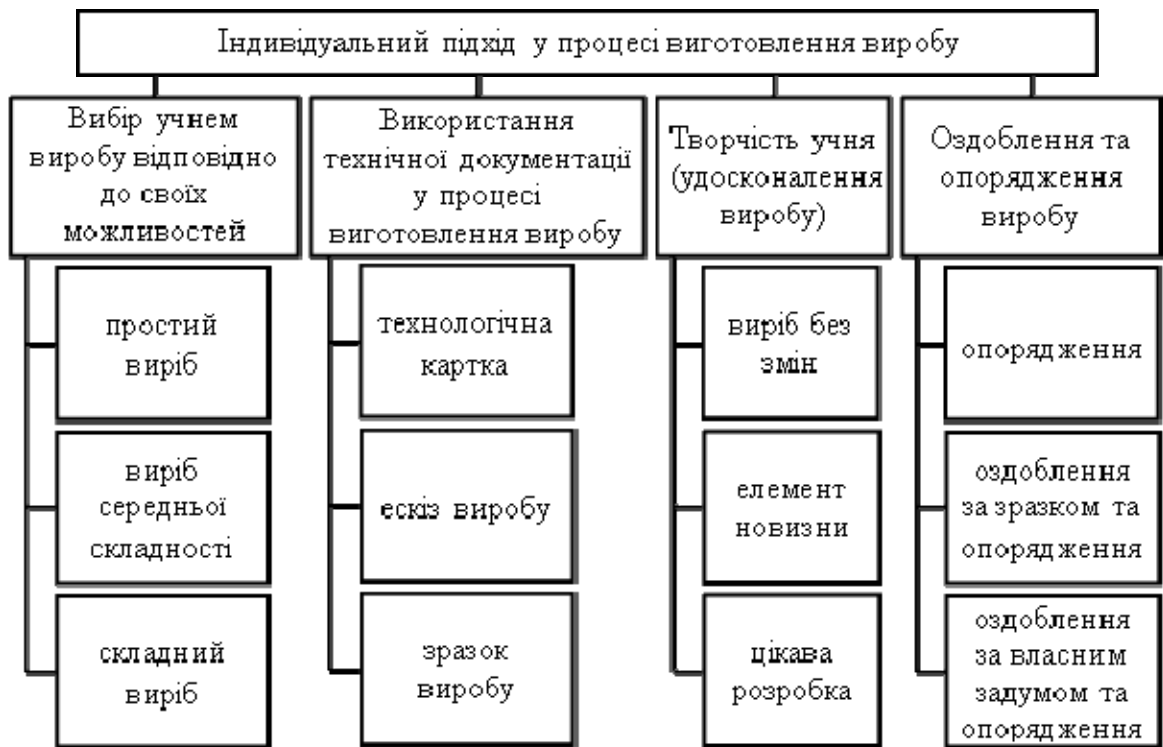 Індивідуальний підхід у процесі виготовлення виробу
Вибір учнем
виробу відповідно
до своїх
можливостей
простий
виріб
виріб
середньої
складності
складний
виріб
Використання
технічної документації
у процесі
виготовлення виробу
технологічна
картка
ескіз виробу
зразок
виробу
Творчість учня
(удосконалення
виробу)
виріб без
змін
елемент
новизни
цікава
розробка
Оздоблення та
опорядження
виробу
опорядження
оздоблення
за зразком та
опорядження
оздоблення
за власним
задумом та
опорядження